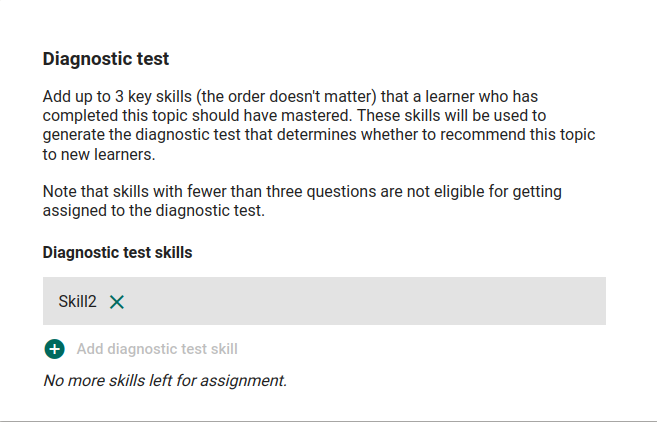 Diagnostic test
Add up to 3 key skills (the order doesn't matter) that a learner who has
completed this topic should have mastered. These skills will be used to
generate the diagnostic test that determines whether to recommend this topic
to new learners.
Note that skills with fewer than three questions are not eligible for getting
assigned to the diagnostic test.
Diagnostic test skills
Skill2
Add diagnostic test skill
No more skills left for assignment.